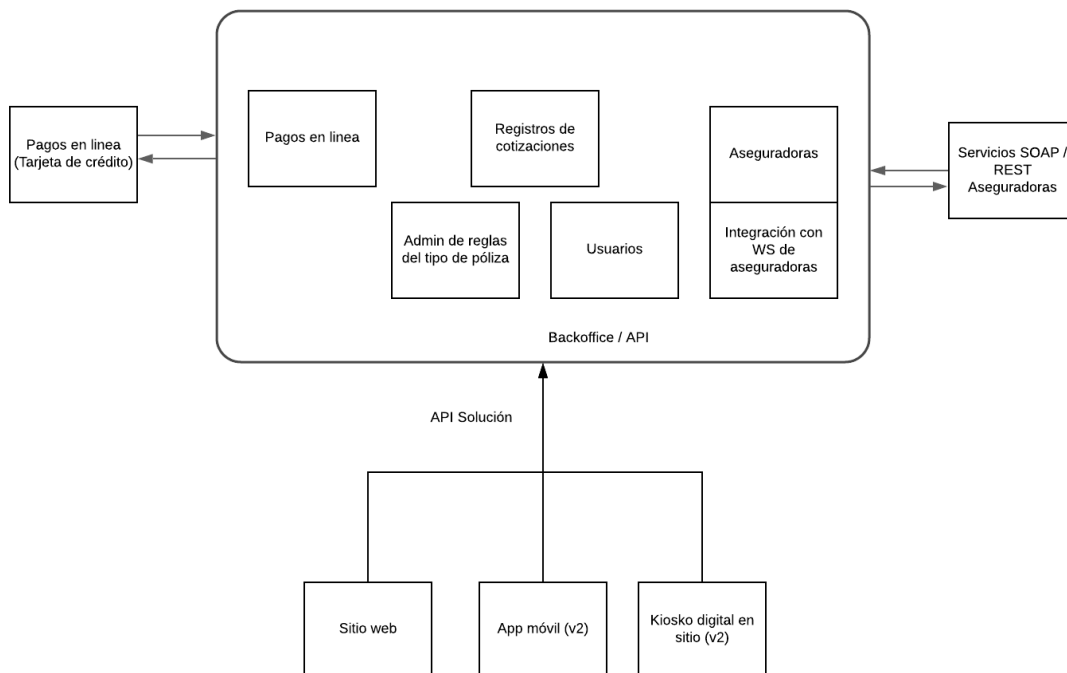 Pagos en linea
(Tarjeta de crédito)
Pagos en linea
Registros de
cotizaciones
Aseguradoras
Servicios SOAP /
REST
Aseguradoras
Admin de reglas
del tipo de póliza
Usuarios
Integración con
WS de
aseguradoras
Backoffice / API
API Solución
Sitio web
App móvil (v2)
Kiosko digital en
sitio (v2)